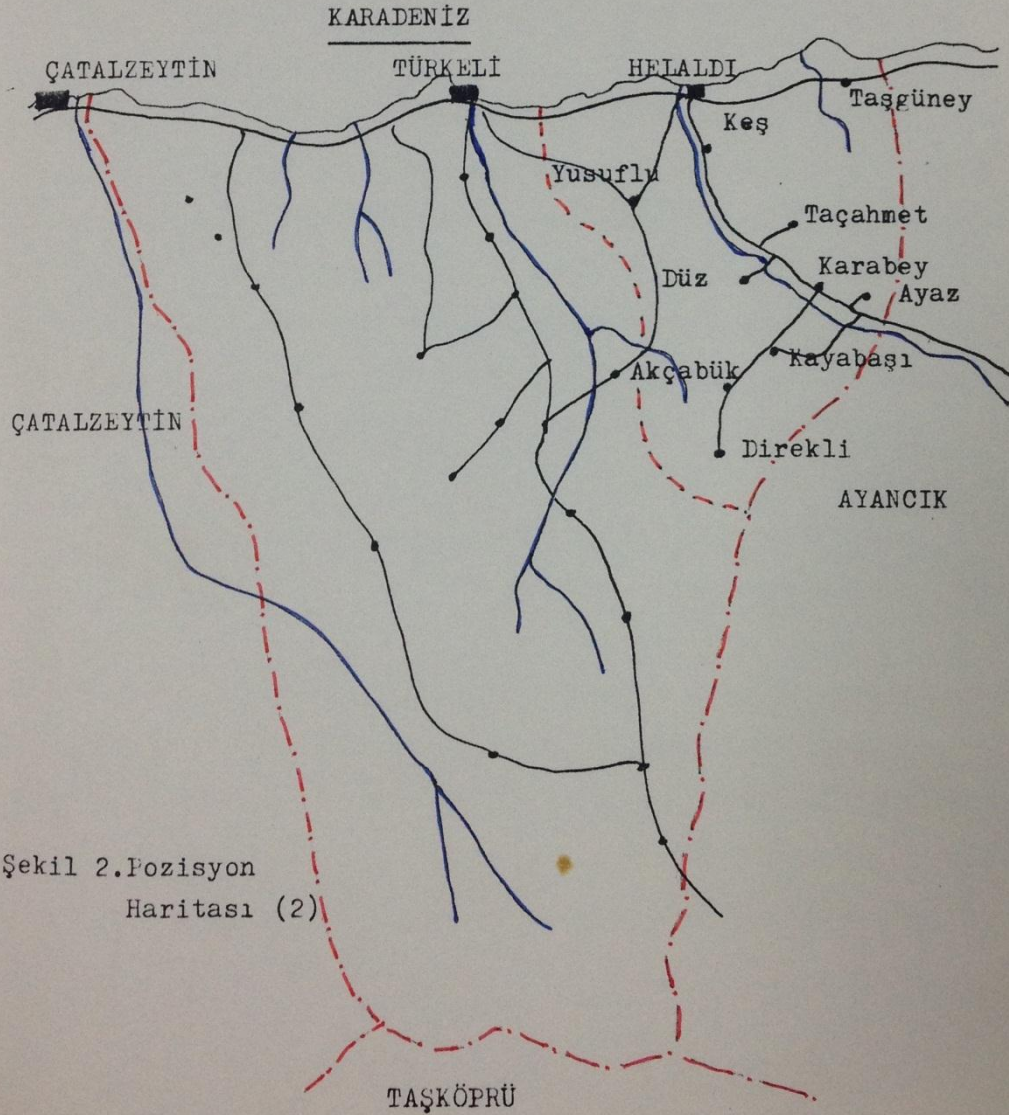 KARADENİZ
ÇATALZEYTİN
TÜRKELİ
HELALDI
Taşgüney
Keş
Yusuflu
Taçahmet
Düz
Karabey
Ayaz
Kayabaşı
Akçabük
ÇATALZEYTİN
Direkli
AYANCIK
Şekil 2.Pozisyon
Haritası (2)
TAŞKÖPRÜ